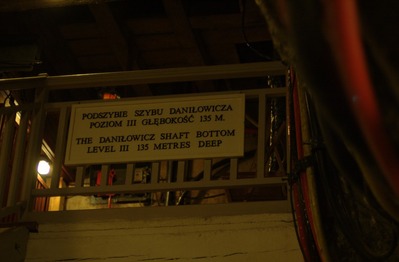 PODSZYBIE SZYBU DANIŁOWICZA
POZIOM III GŁĘBOKOŚĆ 135 M.
THE DANIŁOWICZ SHAFT BOTTOM
LEVEL III 135 METRES DEEP